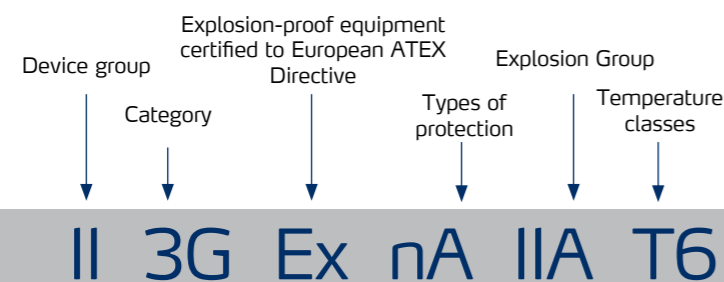 Explosion-proof equipment
certified to European ATEX
Directive
Device group
Explosion Group
Category
Types of
protection
Temperature
classes
II 3G Ex nA IIA T6